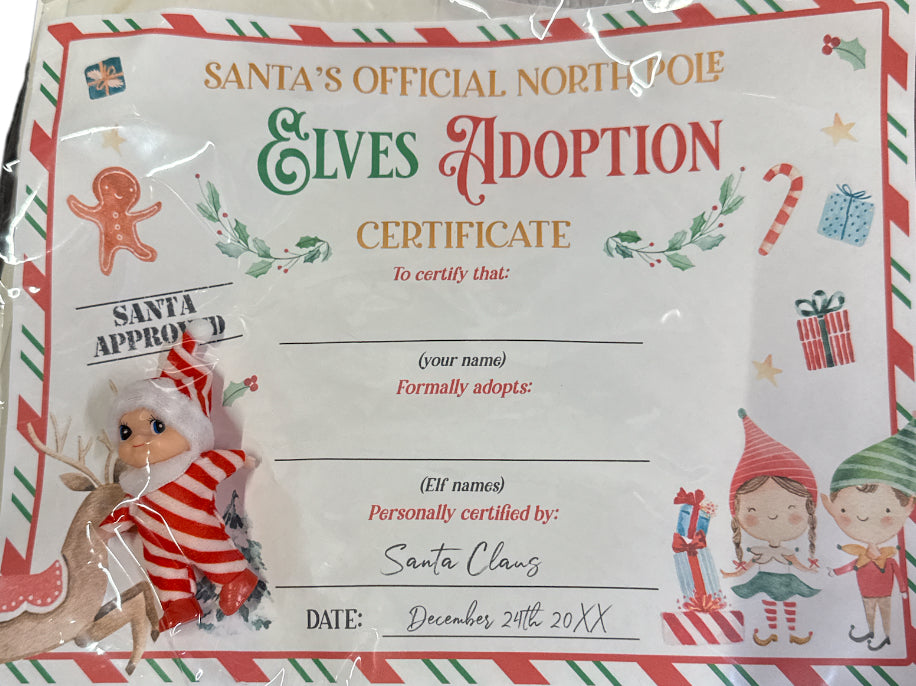 SANTA'S OFFICIAL NORTH POLE
ELVES ADOPTION
CERTIFICATE
To certify that:
SANTA
APPROVED
(your name)
Formally adopts:
(Elf names)
Personally certified by:
Santa Claus
DATE: December 24th 20XX